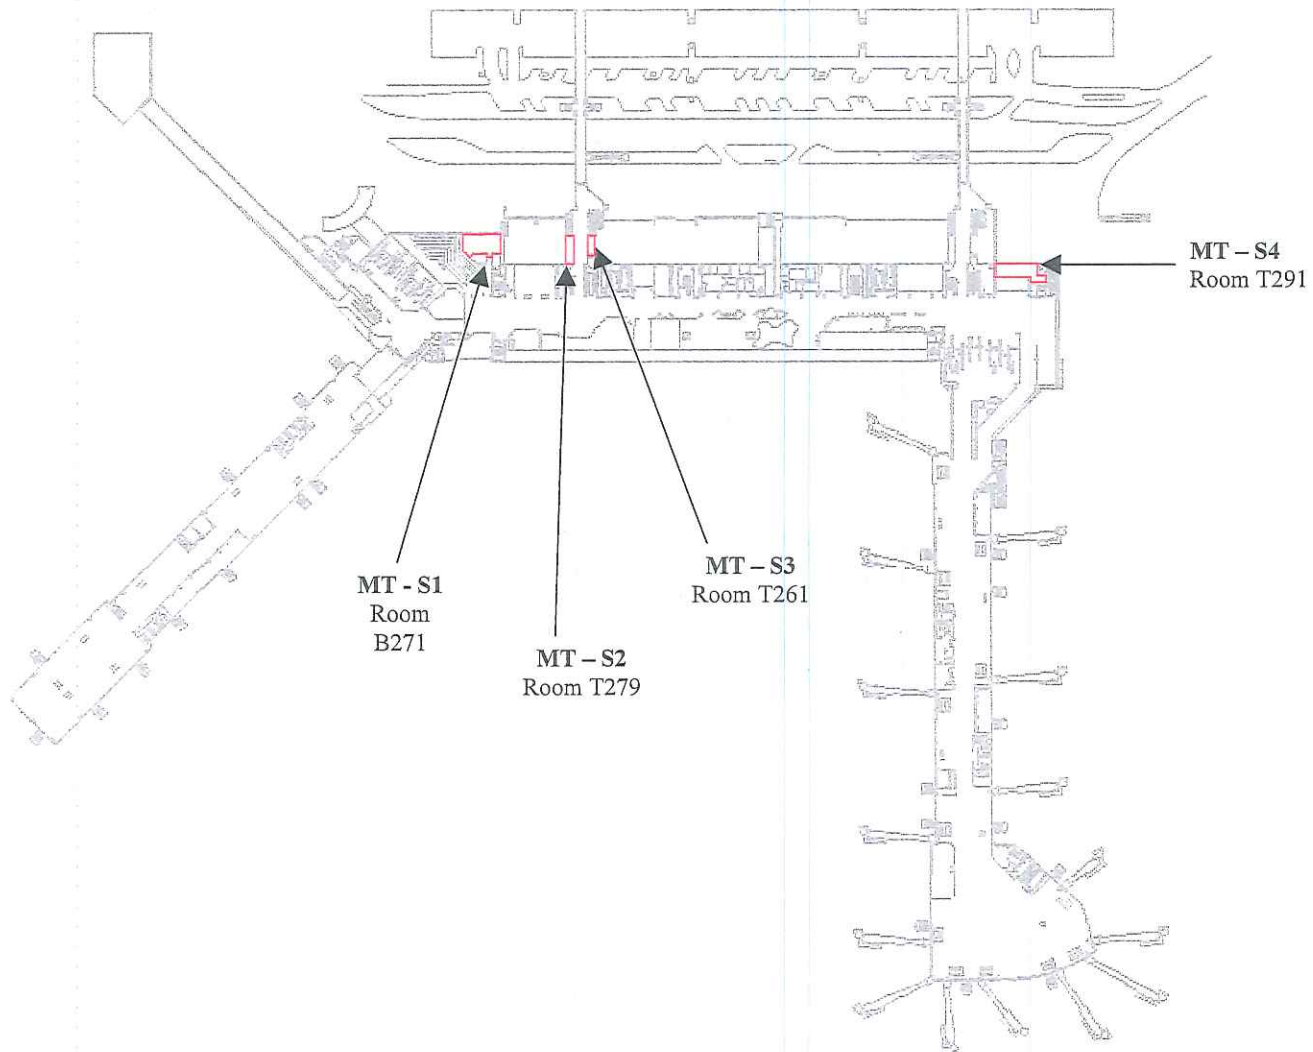 MT – S4
Room T291
MT - S1
Room
B271
MT – S2
Room T279
MT – S3
Room T261